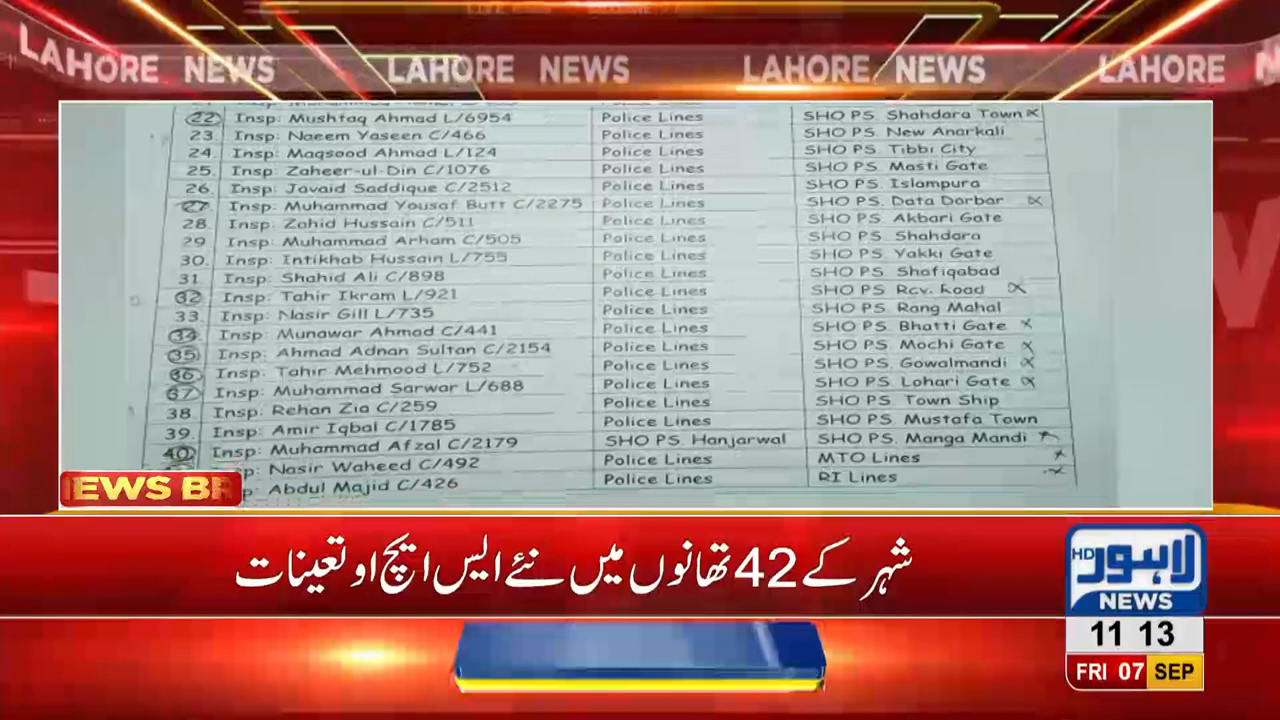 LAHORE NEWS LAHORE NEWS LAHORE NEWS LAHORE
22 Insp: Mushtaq Ahmad L/6954 Police Lines SHO PS. Shahdara Town
23. Insp: Naeem Yaseen C/466 Police Lines SHO PS. New Anarkali
24. Insp: Maqsood Ahmad L/124 Police Lines SHO PS. Tibbi City
25. Insp: Zaheer-ul-Din C/1076 Police Lines SHO PS. Masti Gate
26. Insp: Javaid Saddique C/2512 Police Lines SHO PS. Islampura
27 Insp: Muhammad Yousaf Butt C/2275 Police Lines SHO PS. Data Darbar
28. Insp: Zahid Hussain C/511 Police Lines SHO PS. Akbari Gate
29 Insp: Muhammad Arham C/505 Police Lines SHO PS. Shahdara
30. Insp: Intikhab Hussain L/755 Police Lines SHO PS. Yakki Gate
31 Insp: Shahid Ali C/898 Police Lines SHO PS. Shafiqabad
32 Insp: Tahir Ikram L/921 Police Lines SHO PS. Rcv. Road
33. Insp: Nasir Gill L/735 Police Lines SHO PS. Rang Mahal
34. Insp: Munawar Ahmad C/441 Police Lines SHO PS. Bhatti Gate
35 Insp: Ahmad Adnan Sultan C/2154 Police Lines SHO PS. Mochi Gate
36 Insp: Tahir Mehmood L/752 Police Lines SHO PS. Gowalmandi
37 Insp: Muhammad Sarwar L/688 Police Lines SHO PS. Lohari Gate
38 Insp: Rehan Zia C/259 Police Lines SHO PS. Town Ship
39. Insp: Amir Iqbal C/1785 Police Lines SHO PS. Mustafa Town
40 Insp: Muhammad Afzal C/2179 SHO PS. Hanjarwal SHO PS. Manga Mandi
Insp: Nasir Waheed C/492 Police Lines MTO Lines
Abdul Majid C/426 Police Lines RI Lines
NEWS BR
شہر کے 42 تھانوں میں نئے ایس ایچ او تعینات
HD لاہور
NEWS
11 13
FRI 07 SEP